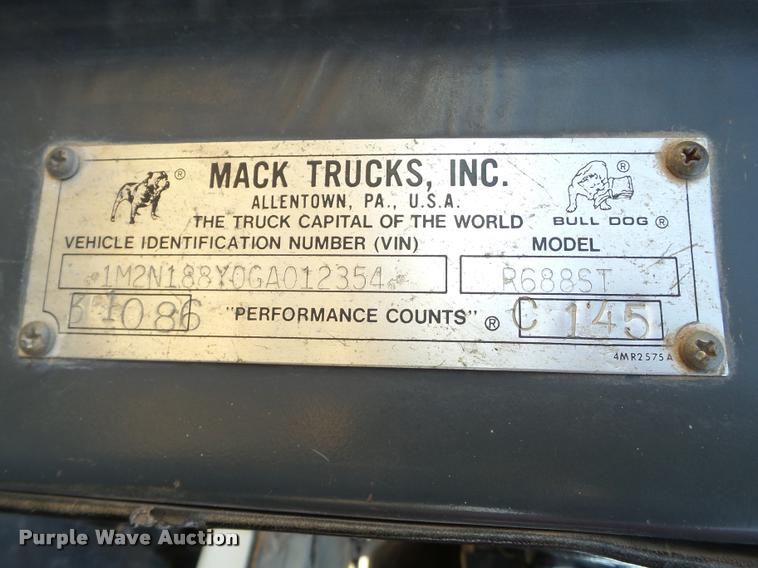 ® MACK TRUCKS, INC. ®
ALLENTOWN, PA., U.S.A.
THE TRUCK CAPITAL OF THE WORLD BULL DOG ®
VEHICLE IDENTIFICATION NUMBER (VIN) MODEL
1M2N188Y0GA012354 R688ST
"PERFORMANCE COUNTS" ® C 145
4MR2575A
Purple Wave Auction